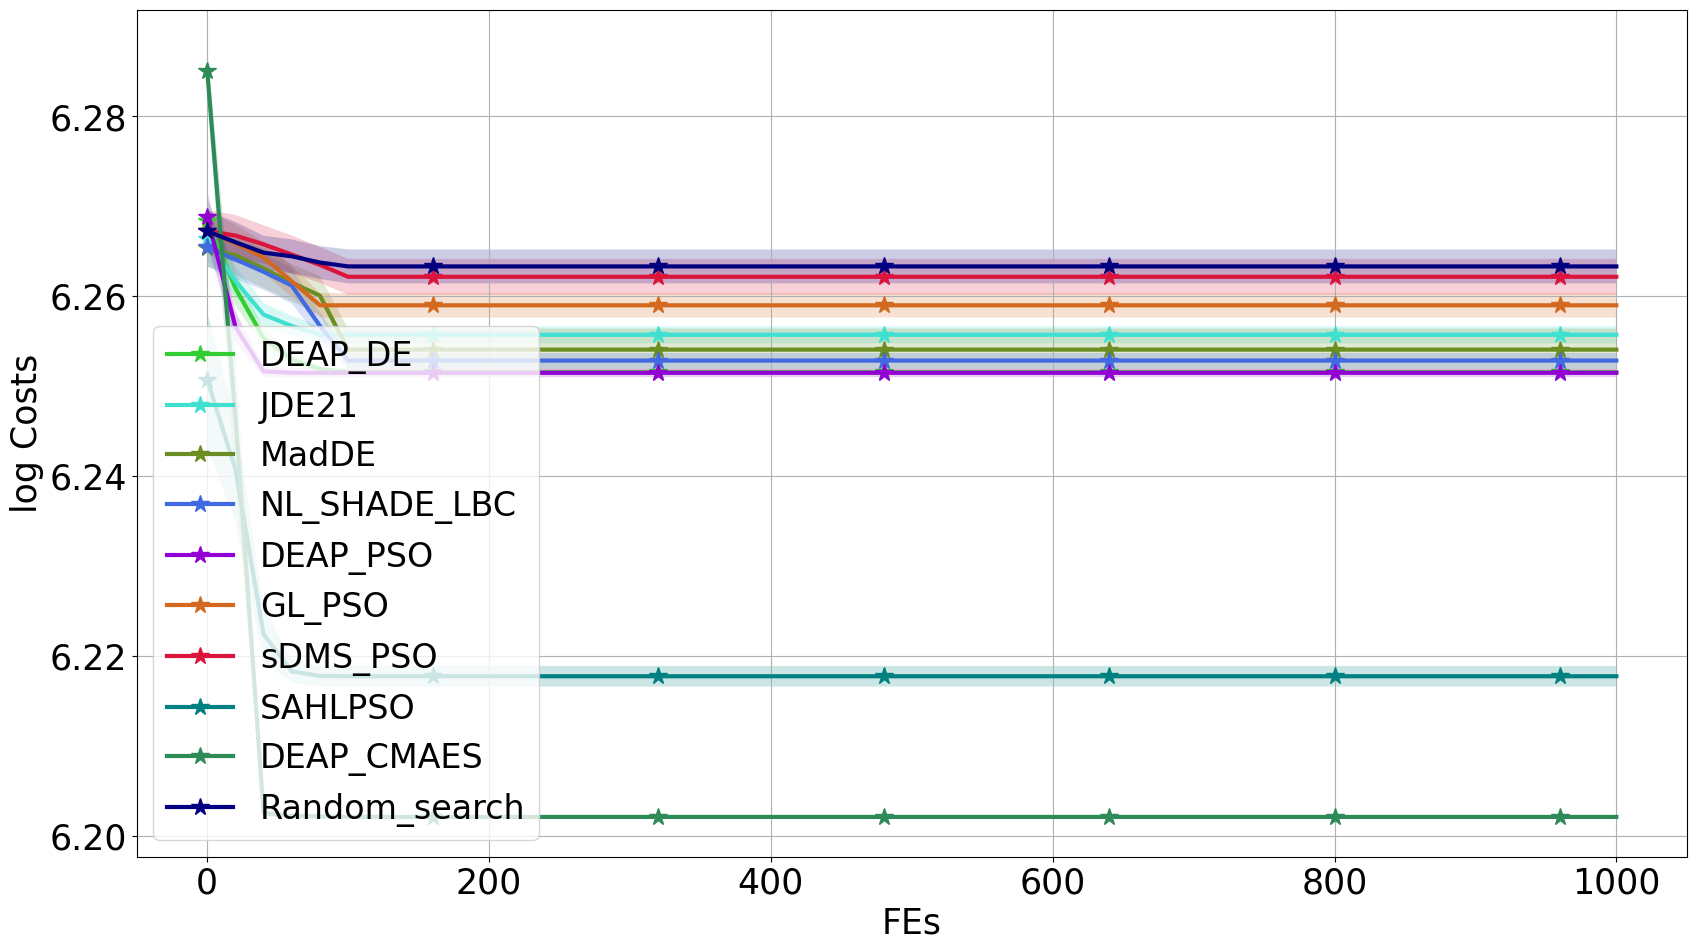 6.28
6.26
6.24
6.22
6.20
log Costs
DEAP_DE
JDE21
MadDE
NL_SHADE_LBC
DEAP_PSO
GL_PSO
sDMS_PSO
SAHLPSO
DEAP_CMAES
Random_search
0
200
400
600
800
1000
FEs